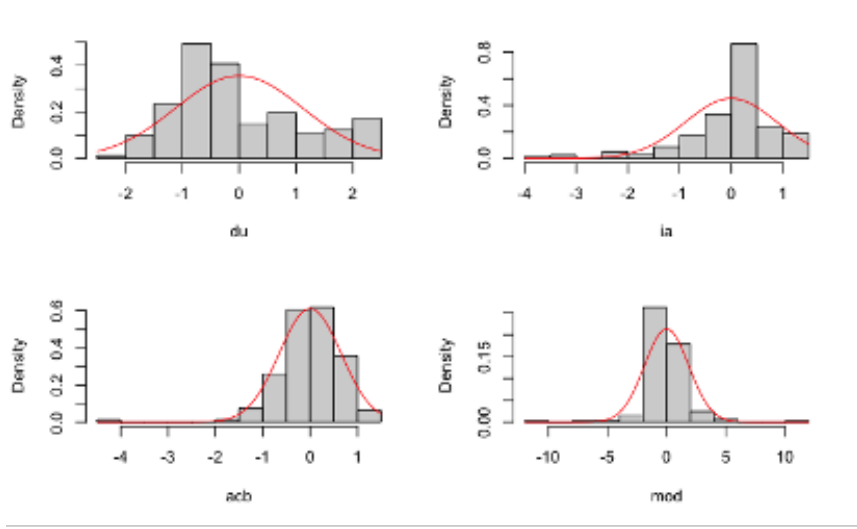 Density
0.0 0.2 0.4
-2 -1 0 1 2
du
Density
0.0 0.4 0.8
-4 -3 -2 -1 0 1
ia
Density
0.0 0.2 0.4 0.6
-4 -3 -2 -1 0 1
acb
Density
0.00 0.15
-10 -5 0 5 10
mod